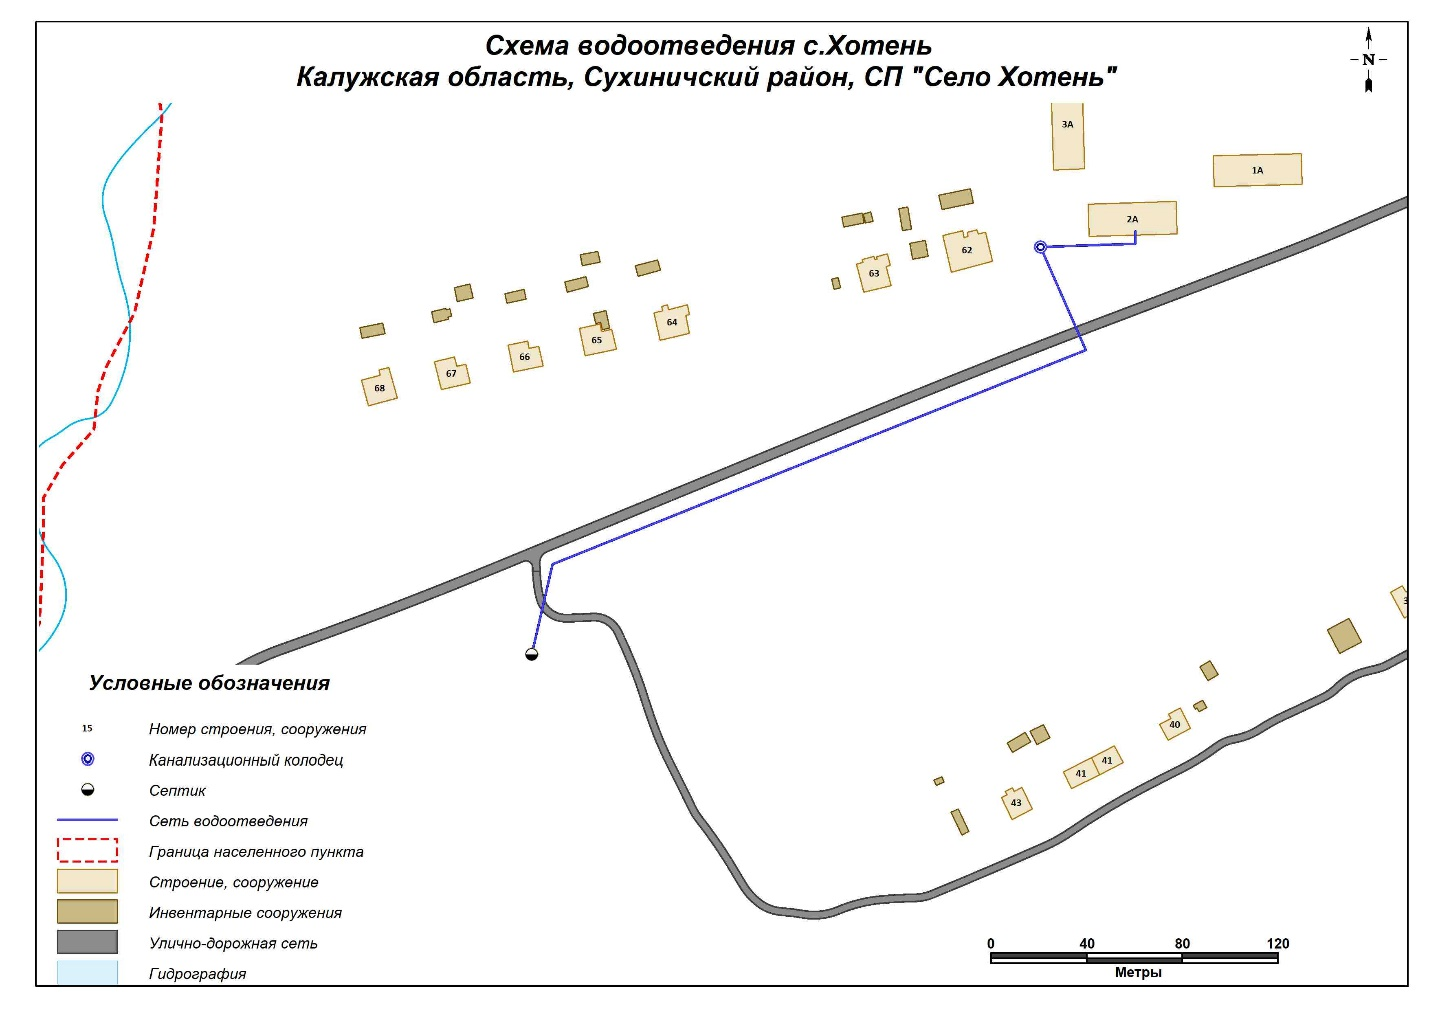 Схема водоотведения с.Хотень
Калужская область, Сухиничский район, СП "Село Хотень"
N
3А
1А
2А
62
63
64
65
66
67
68
3
40
41
41
43
Условные обозначения
15 Номер строения, сооружения
Канализационный колодец
Септик
Сеть водоотведения
Граница населенного пункта
Строение, сооружение
Инвентарные сооружения
Улично-дорожная сеть
Гидрография
0 40 80 120
Метры